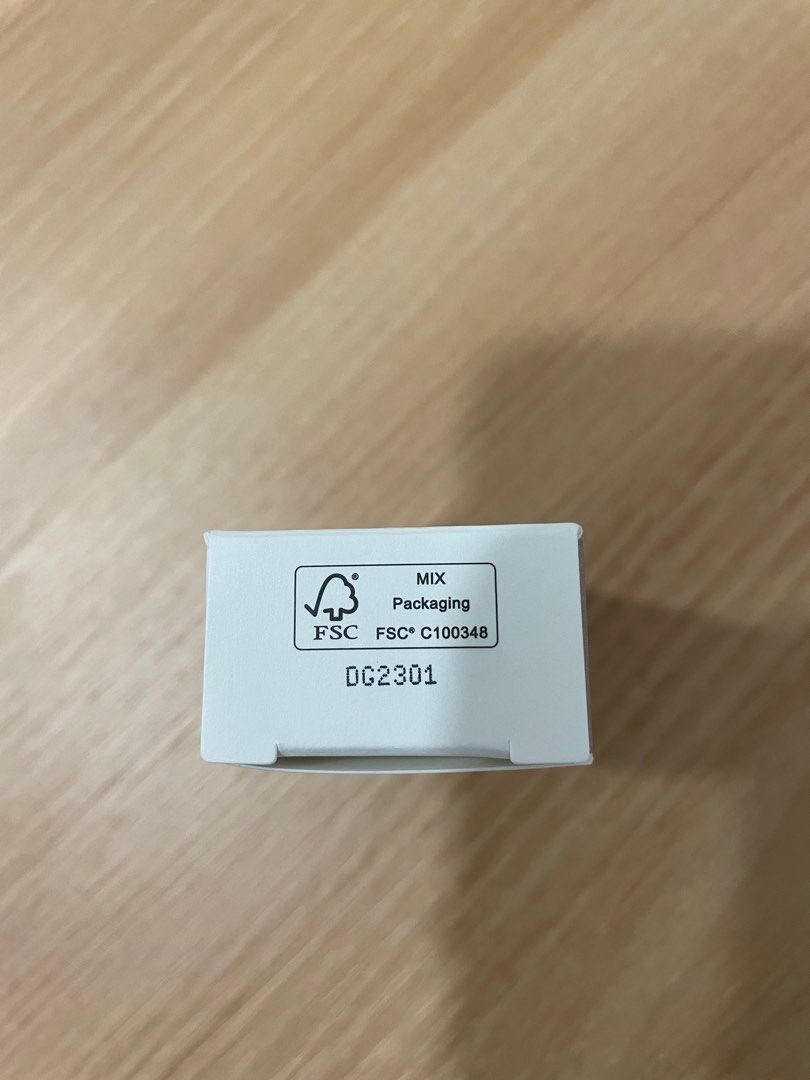 MIX
Packaging
FSC® C100348
®
FSC
DG2301